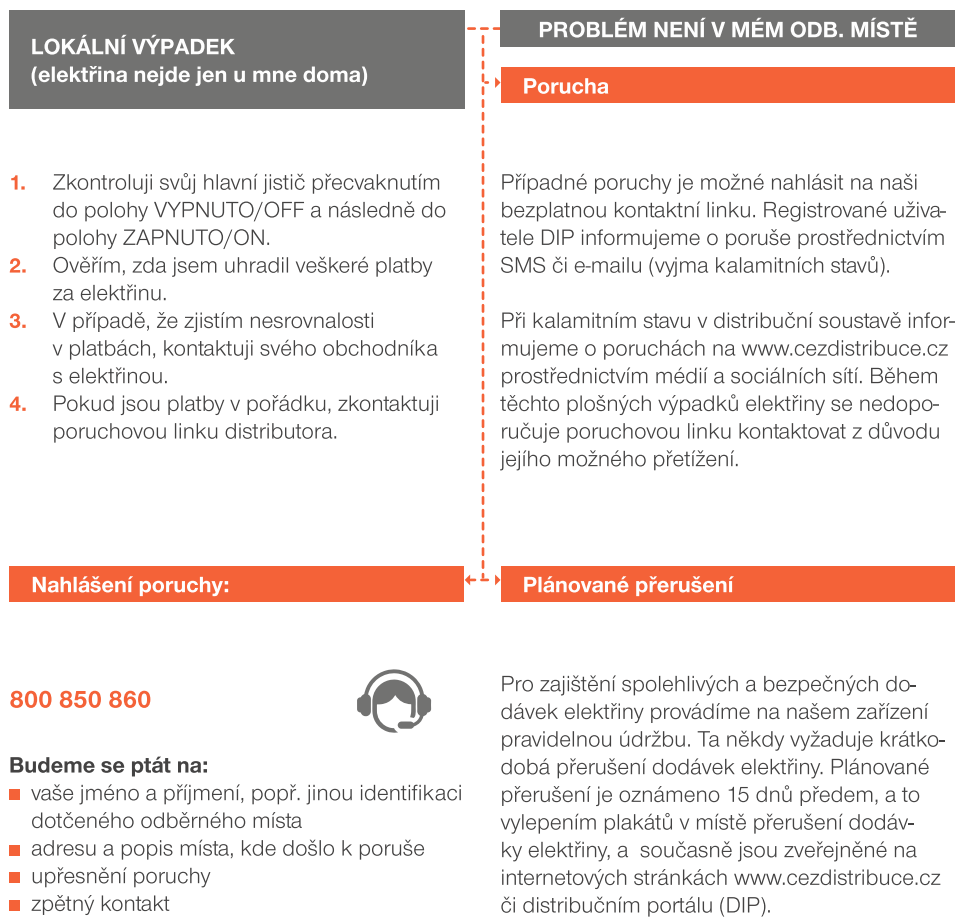 LOKÁLNÍ VÝPADEK
(elektřina nejde jen u mne doma)
1. Zkontroluji svůj hlavní jistič přecvaknutím
do polohy VYPNUTO/OFF a následně do
polohy ZAPNUTO/ON.
2. Ověřím, zda jsem uhradil veškeré platby
za elektřinu.
3. V případě, že zjistím nesrovnalosti
v platbách, kontaktuji svého obchodníka
s elektřinou.
4. Pokud jsou platby v pořádku, zkontaktuji
poruchovou linku distributora.
Nahlášení poruchy:
800 850 860
Budeme se ptát na:
vaše jméno a příjmení, popř. jinou identifikaci
dotčeného odběrného místa
adresu a popis místa, kde došlo k poruše
upřesnění poruchy
zpětný kontakt
PROBLÉM NENÍ V MÉM ODB. MÍSTĚ
Porucha
Případné poruchy je možné nahlásit na naši
bezplatnou kontaktní linku. Registrované uživa-
tele DIP informujeme o poruše prostřednictvím
SMS či e-mailu (vyjma kalamitních stavů).
Při kalamitním stavu v distribuční soustavě infor-
mujeme o poruchách na www.cezdistribuce.cz
prostřednictvím médií a sociálních sítí. Během
těchto plošných výpadků elektřiny se nedopo-
ručuje poruchovou linku kontaktovat z důvodu
jejího možného přetížení.
Plánované přerušení
Pro zajištění spolehlivých a bezpečných do-
dávek elektřiny provádíme na našem zařízení
pravidelnou údržbu. Ta někdy vyžaduje krátko-
dobá přerušení dodávek elektřiny. Plánované
přerušení je oznámeno 15 dnů předem, a to
vylepením plakátů v místě přerušení dodáv-
ky elektřiny, a současně jsou zveřejněné na
internetových stránkách www.cezdistribuce.cz
či distribučním portálu (DIP).